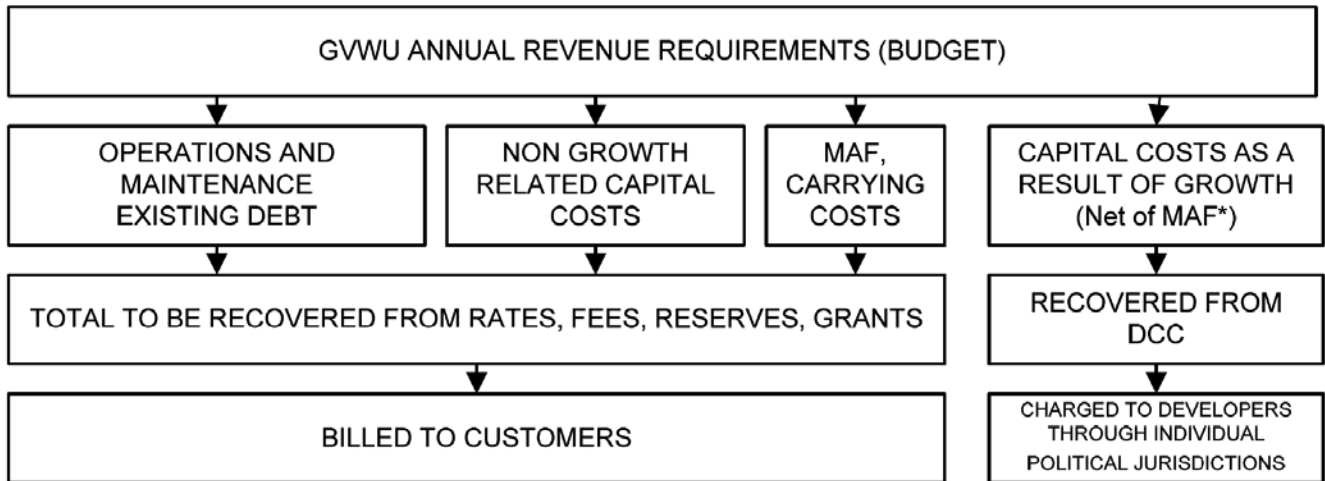 GVWU ANNUAL REVENUE REQUIREMENTS (BUDGET)
OPERATIONS AND
MAINTENANCE
EXISTING DEBT
NON GROWTH
RELATED CAPITAL
COSTS
MAF,
CARRYING
COSTS
CAPITAL COSTS AS A
RESULT OF GROWTH
(Net of MAF*)
TOTAL TO BE RECOVERED FROM RATES, FEES, RESERVES, GRANTS
RECOVERED FROM
DCC
BILLED TO CUSTOMERS
CHARGED TO DEVELOPERS
THROUGH INDIVIDUAL
POLITICAL JURISDICTIONS